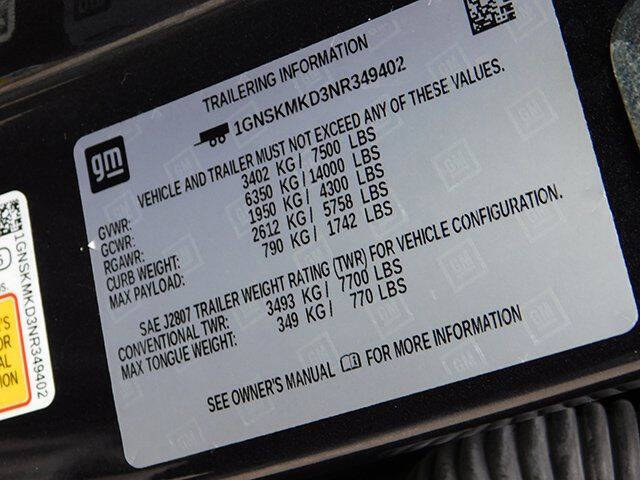 TRAILERING INFORMATION
1GNSKMKD3NR349402
gm
VEHICLE AND TRAILER MUST NOT EXCEED ANY OF THESE VALUES.
GVWR: 3402 KG / 7500 LBS
GCWR: 6350 KG / 14000 LBS
RGAWR: 1950 KG / 4300 LBS
CURB WEIGHT: 2612 KG / 5758 LBS
MAX PAYLOAD: 790 KG / 1742 LBS
SAE J2807 TRAILER WEIGHT RATING (TWR) FOR VEHICLE CONFIGURATION.
CONVENTIONAL TWR: 3493 KG / 7700 LBS
MAX TONGUE WEIGHT: 349 KG / 770 LBS
SEE OWNER'S MANUAL FOR MORE INFORMATION
1GNSKMKD3NR349402